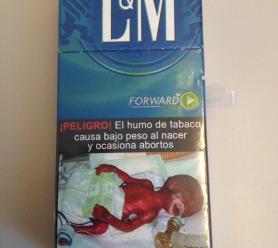 L&M
FORWARD
¡PELIGRO! El humo de tabaco
causa bajo peso al nacer
y ocasiona abortos